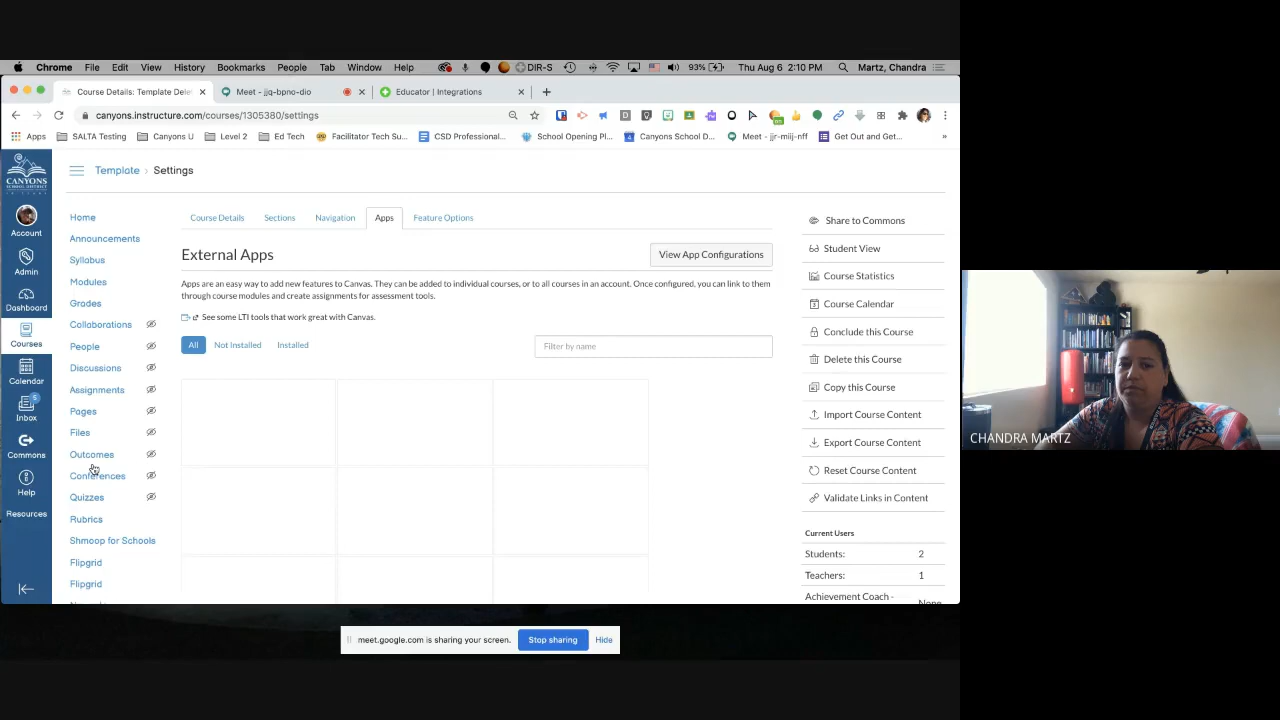 Chrome File Edit View History Bookmarks People Tab Window Help DIR-S 93% Thu Aug 6 2:10 PM Martz, Chandra
Course Details: Template Del
Meet - jjq-bpno-dio
Educator | Integrations
canyons.instructure.com/courses/1305380/settings
Apps SALTA Testing Canyons U Level 2 Ed Tech Facilitator Tech Su... CSD Professional... School Opening Pl... Canyons School D... Meet - jjr-miij-nff Get Out and Get...
CANYONS
SCHOOL DISTRICT
Account
Admin
Dashboard
Courses
Calendar
5
Inbox
Commons
Help
Resources
Template › Settings
Home
Announcements
Syllabus
Modules
Grades
Collaborations
People
Discussions
Assignments
Pages
Files
Outcomes
Conferences
Quizzes
Rubrics
Shmoop for Schools
Flipgrid
Flipgrid
Course Details Sections Navigation Apps Feature Options
External Apps
View App Configurations
Apps are an easy way to add new features to Canvas. They can be added to individual courses, or to all courses in an account. Once configured, you can link to them
through course modules and create assignments for assessment tools.
See some LTI tools that work great with Canvas.
All Not Installed Installed
Filter by name
Share to Commons
Student View
Course Statistics
Course Calendar
Conclude this Course
Delete this Course
Copy this Course
Import Course Content
Export Course Content
Reset Course Content
Validate Links in Content
Current Users
Students: 2
Teachers: 1
Achievement Coach - None
CHANDRA MARTZ
meet.google.com is sharing your screen. Stop sharing Hide